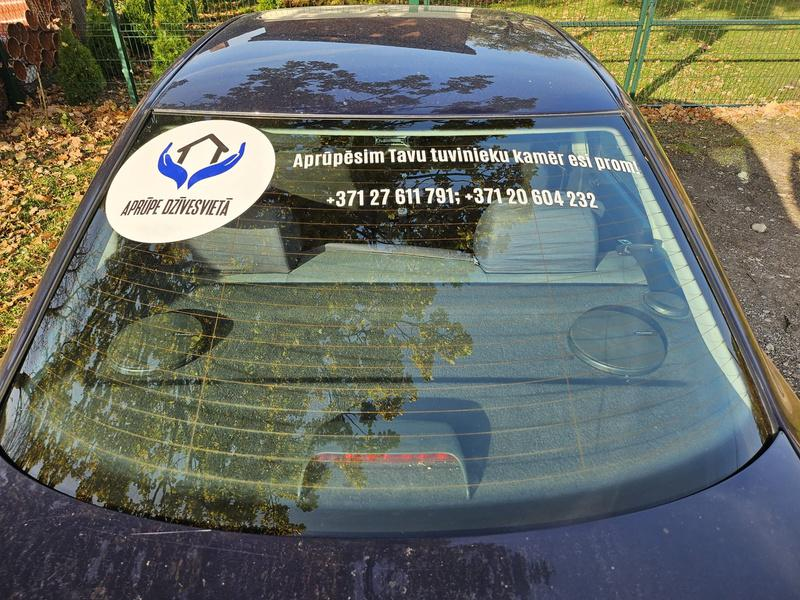 APRŪPE DZĪVESVIETĀ
Aprūpēsim Tavu tuvinieku kamēr esi prom!
+371 27 611 791; +371 20 604 232